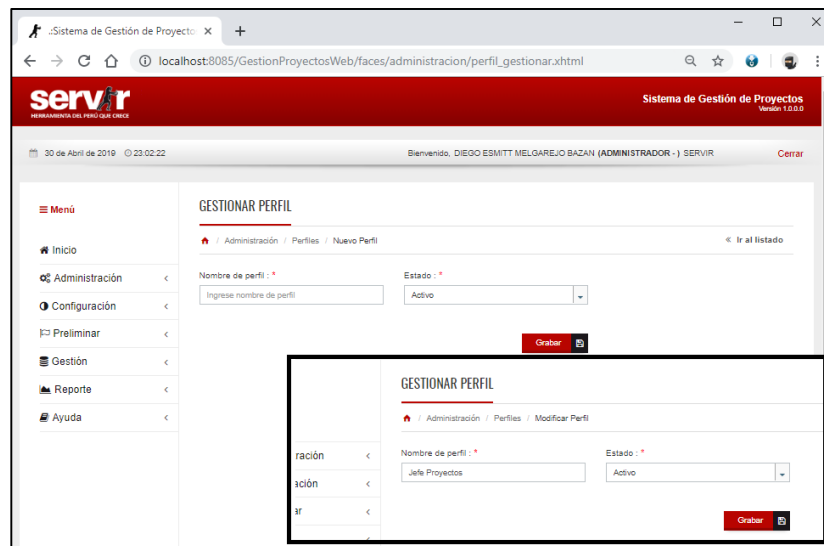 .:Sistema de Gestión de Proyecto
localhost:8085/GestionProyectosWeb/faces/administracion/perfil_gestionar.xhtml
servir
HERRAMIENTA DEL PERÚ QUE CRECE
Sistema de Gestión de Proyectos
Versión 1.0.0.0
30 de Abril de 2019 23:02:22
Bienvenido, DIEGO ESMITT MELGAREJO BAZAN (ADMINISTRADOR - ) SERVIR
Cerrar
Menú
Inicio
Administración
Configuración
Preliminar
Gestión
Reporte
Ayuda
GESTIONAR PERFIL
/ Administración / Perfiles / Nuevo Perfil
« Ir al listado
Nombre de perfil : *
Estado : *
Ingrese nombre de perfil
Activo
Grabar
GESTIONAR PERFIL
/ Administración / Perfiles / Modificar Perfil
ración
ación
ar
Nombre de perfil : *
Estado : *
Jefe Proyectos
Activo
Grabar